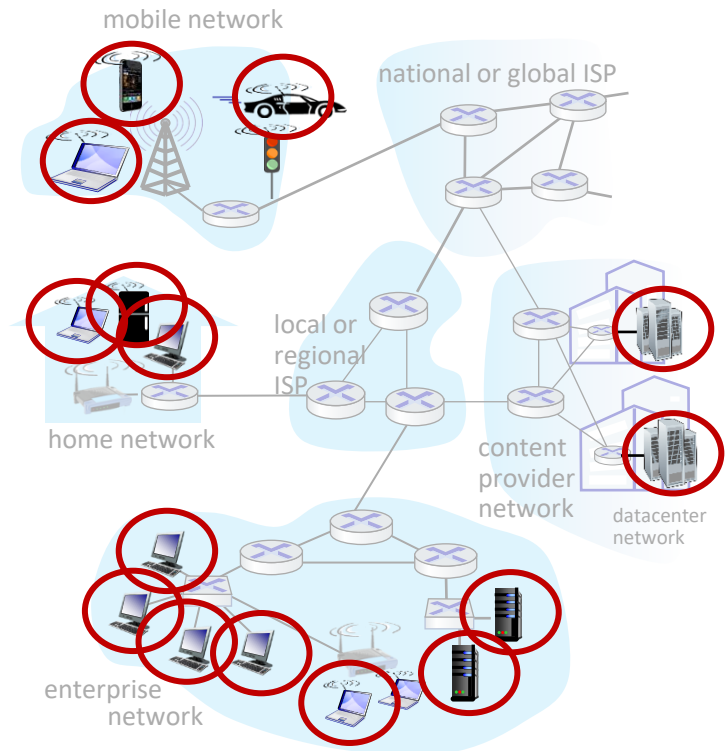 mobile network
national or global ISP
local or
regional
ISP
home network
content
provider
network
datacenter
network
enterprise
network